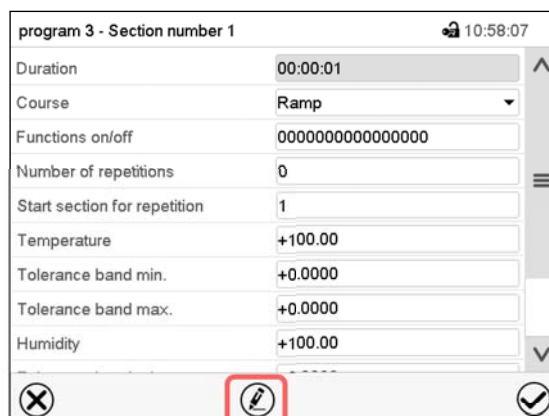 program 3 - Section number 1 10:58:07
Duration 00:00:01
Course Ramp
Functions on/off 0000000000000000
Number of repetitions 0
Start section for repetition 1
Temperature +100.00
Tolerance band min. +0.0000
Tolerance band max. +0.0000
Humidity +100.00